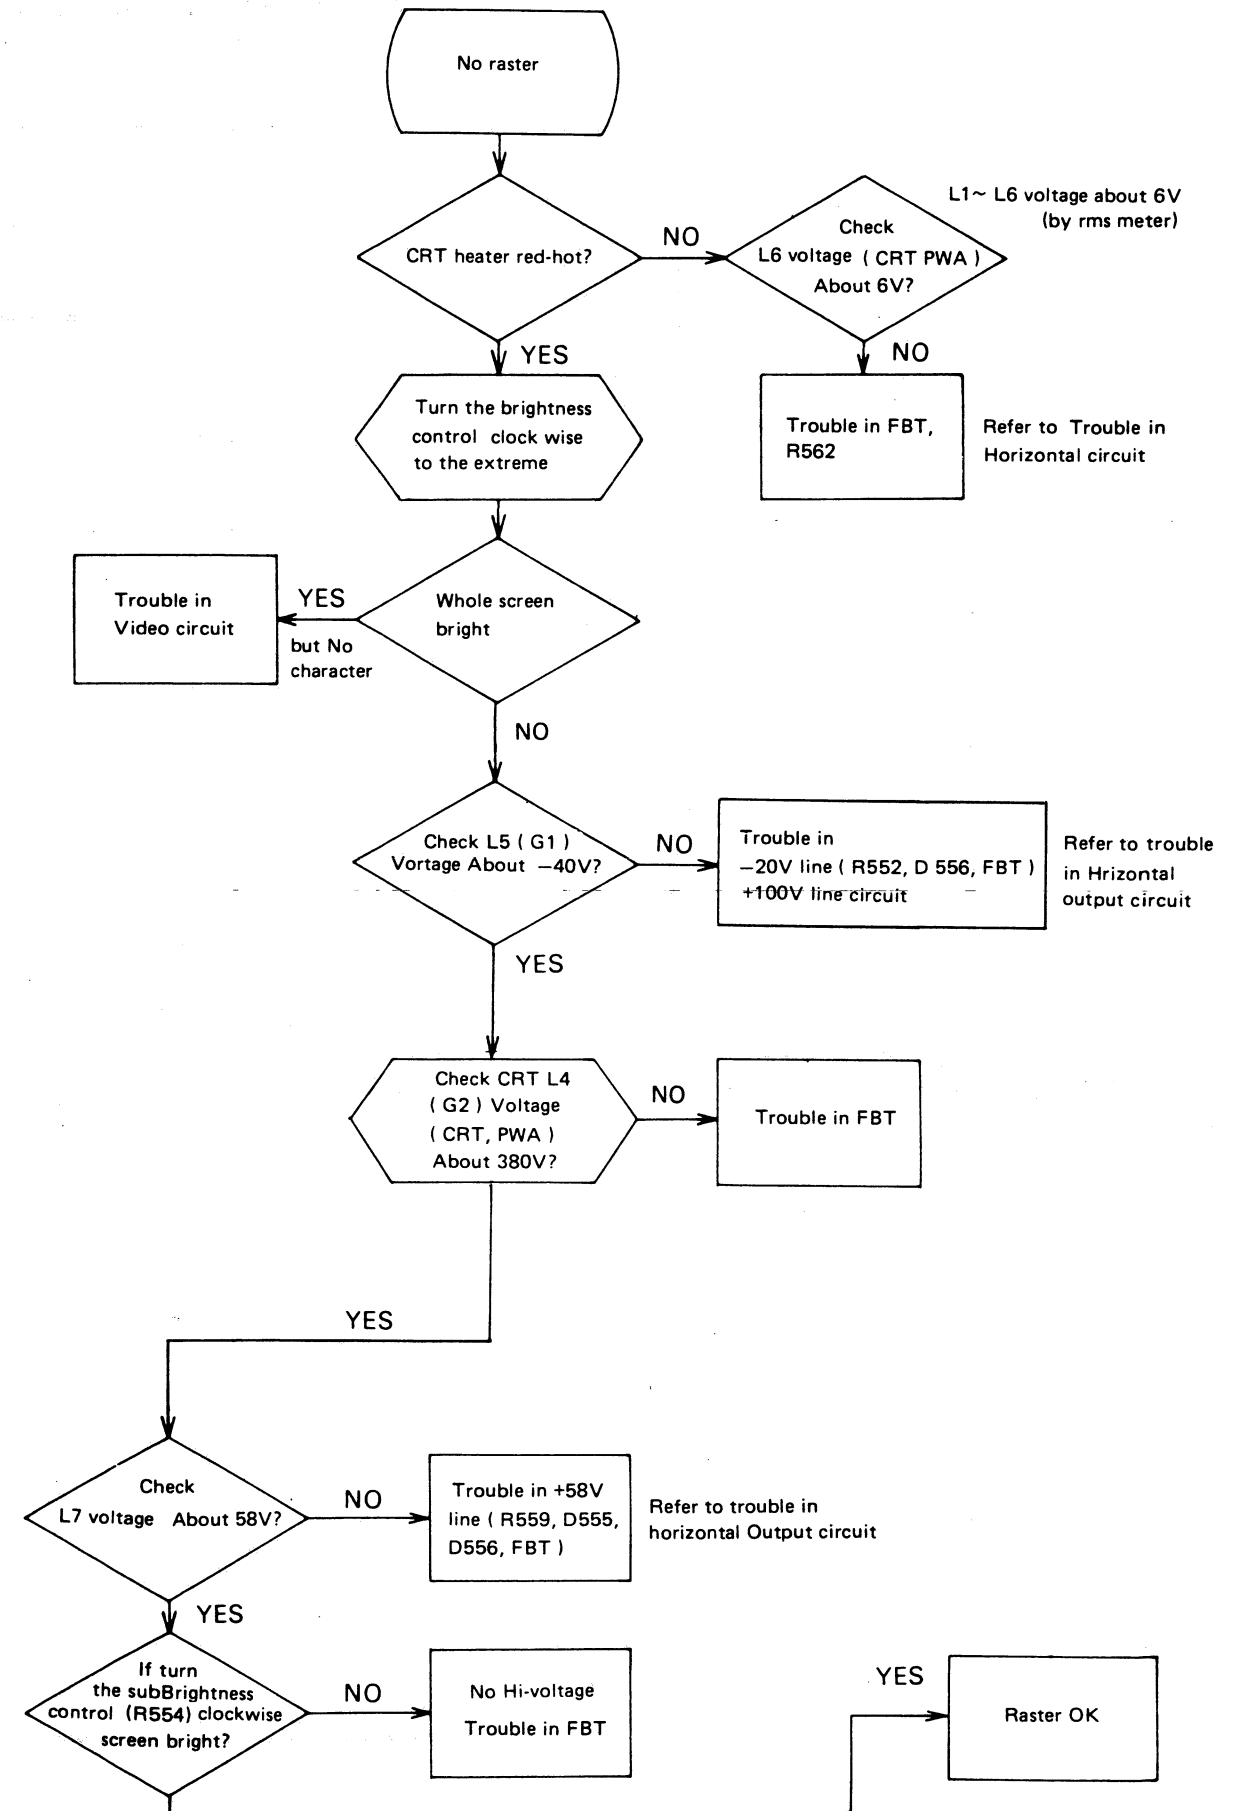 No raster
CRT heater red-hot?
NO
L1~ L6 voltage about 6V
(by rms meter)
Check
L6 voltage ( CRT PWA )
About 6V?
YES
NO
Turn the brightness
control clock wise
to the extreme
Trouble in FBT,
R562
Refer to Trouble in
Horizontal circuit
Trouble in
Video circuit
YES
but No
character
Whole screen
bright
NO
Check L5 ( G1 )
Vortage About —40V?
NO
Trouble in
—20V line ( R552, D 556, FBT )
+100V line circuit
Refer to trouble
in Hrizontal
output circuit
YES
Check CRT L4
( G2 ) Voltage
( CRT, PWA )
About 380V?
NO
Trouble in FBT
YES
Check
L7 voltage About 58V?
NO
Trouble in +58V
line ( R559, D555,
D556, FBT )
Refer to trouble in
horizontal Output circuit
YES
If turn
the subBrightness
control (R554) clockwise
screen bright?
NO
No Hi-voltage
Trouble in FBT
YES
Raster OK